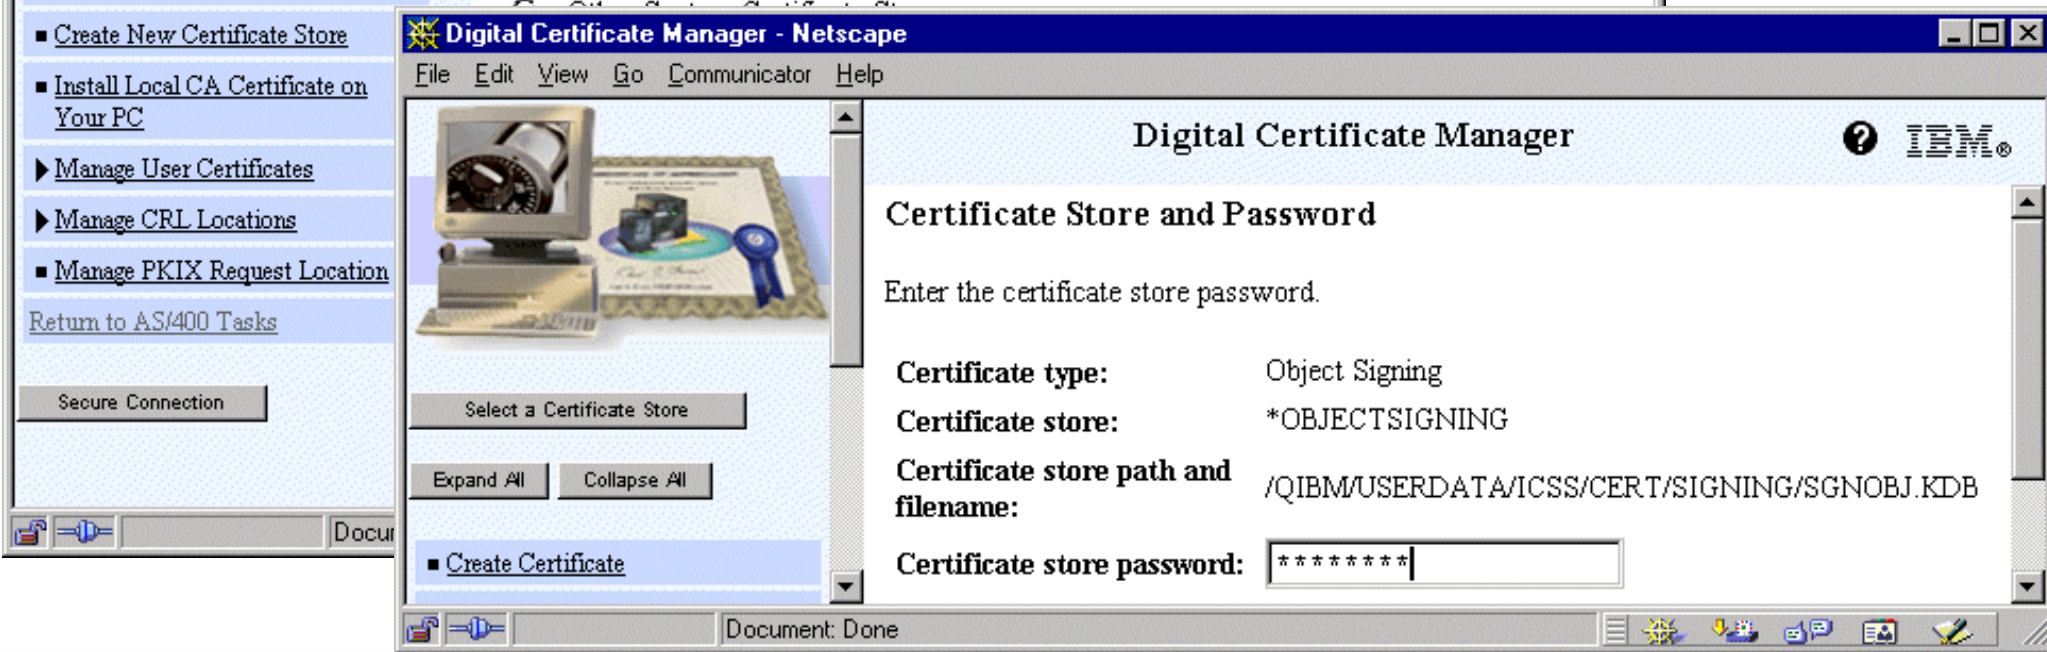 Create New Certificate Store
Install Local CA Certificate on
Your PC
Manage User Certificates
Manage CRL Locations
Manage PKIX Request Location
Return to AS/400 Tasks
Secure Connection
Digital Certificate Manager - Netscape
File Edit View Go Communicator Help
Select a Certificate Store
Expand All Collapse All
Create Certificate
Digital Certificate Manager
IBM®
Certificate Store and Password
Enter the certificate store password.
Certificate type: Object Signing
Certificate store: *OBJECTSIGNING
Certificate store path and
filename: /QIBM/USERDATA/ICSS/CERT/SIGNING/SGNOBJ.KDB
Certificate store password: ********
Document: Done